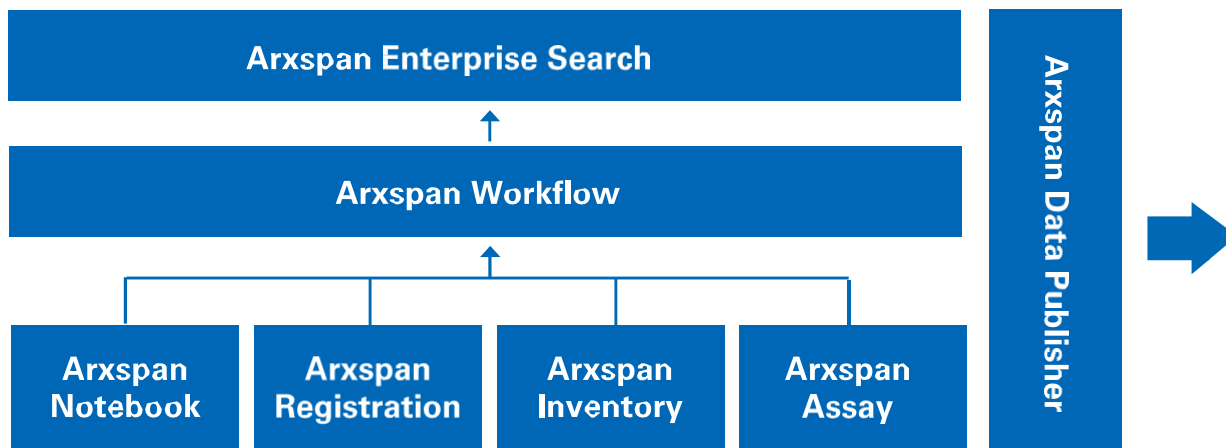 Arxspan Enterprise Search
Arxspan Workflow
Arxspan
Notebook
Arxspan
Registration
Arxspan
Inventory
Arxspan
Assay
Arxspan Data Publisher